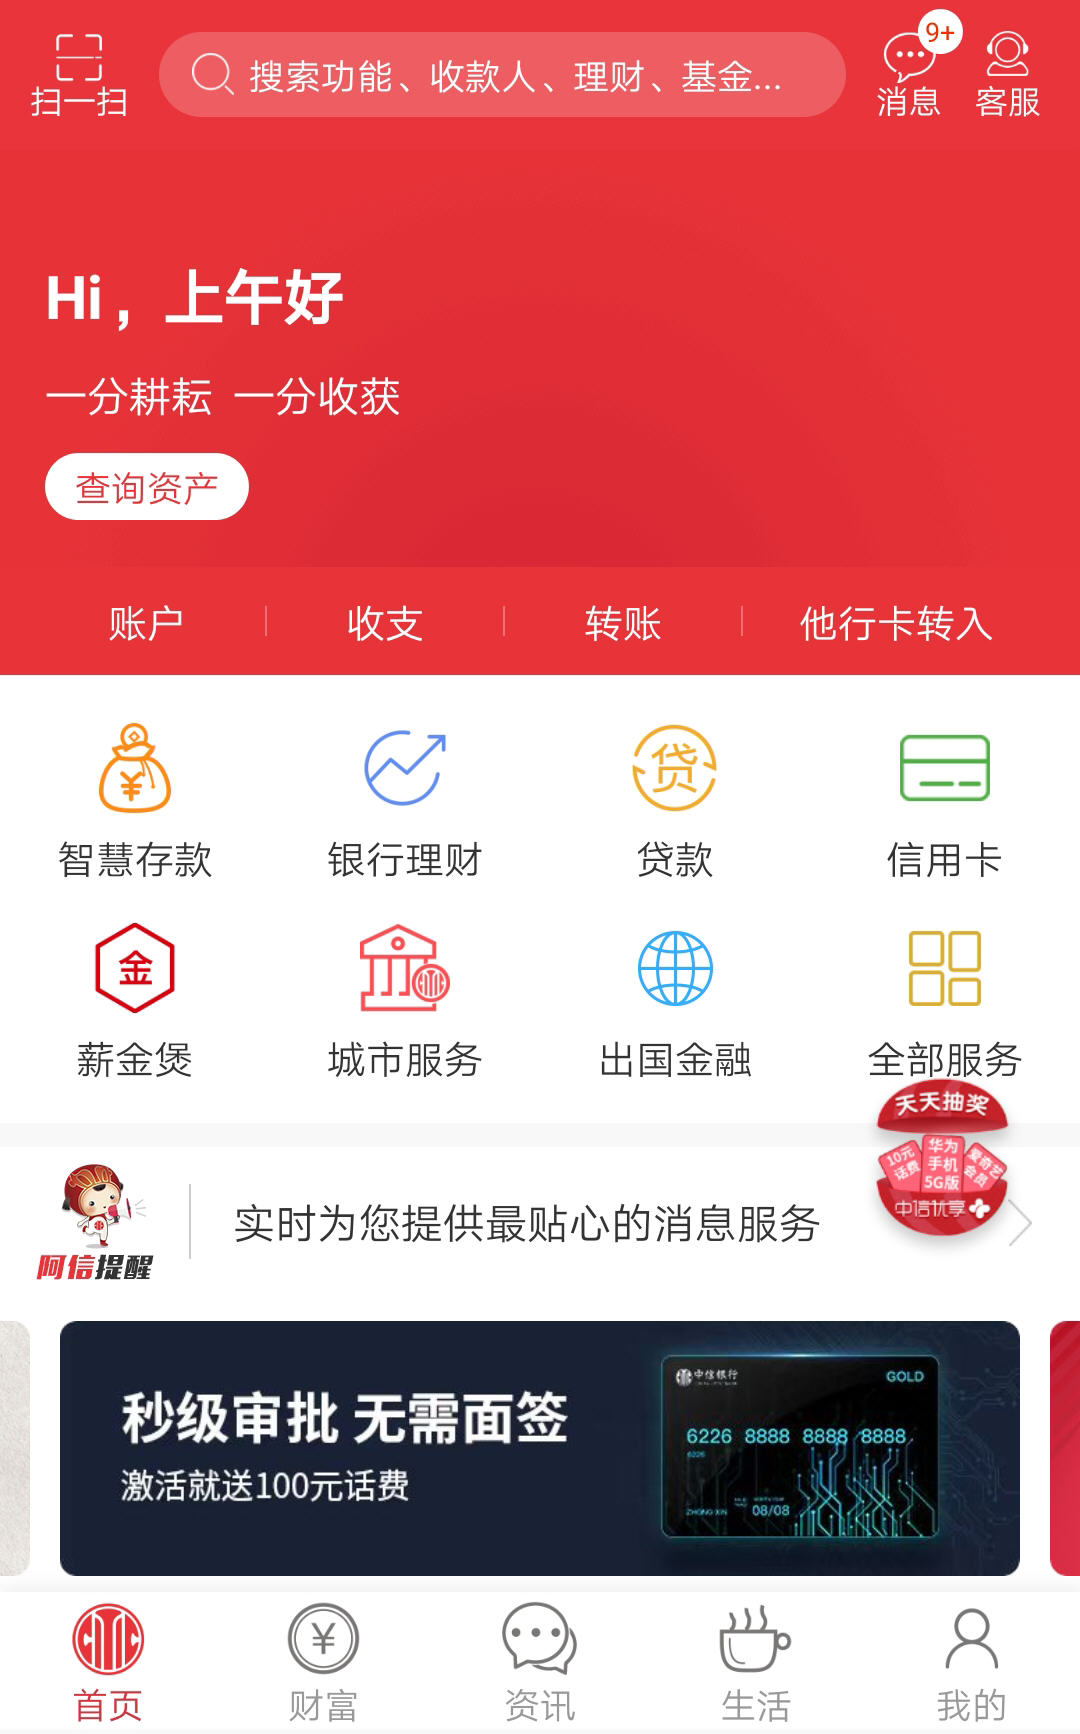 扫一扫
搜索功能、收款人、理财、基金...
9+
消息
客服
Hi，上午好
一分耕耘 一分收获
查询资产
账户
收支
转账
他行卡转入
贷
智慧存款
银行理财
贷款
信用卡
金
薪金煲
城市服务
出国金融
全部服务
天天抽奖
10元话费
华为手机5G版
爱奇艺会员
中信优享
阿信提醒
实时为您提供最贴心的消息服务
秒级审批 无需面签
激活就送100元话费
中信银行
GOLD
6226 8888 8888 8888
6226
08/08
ZHONG XIN
首页
财富
资讯
生活
我的